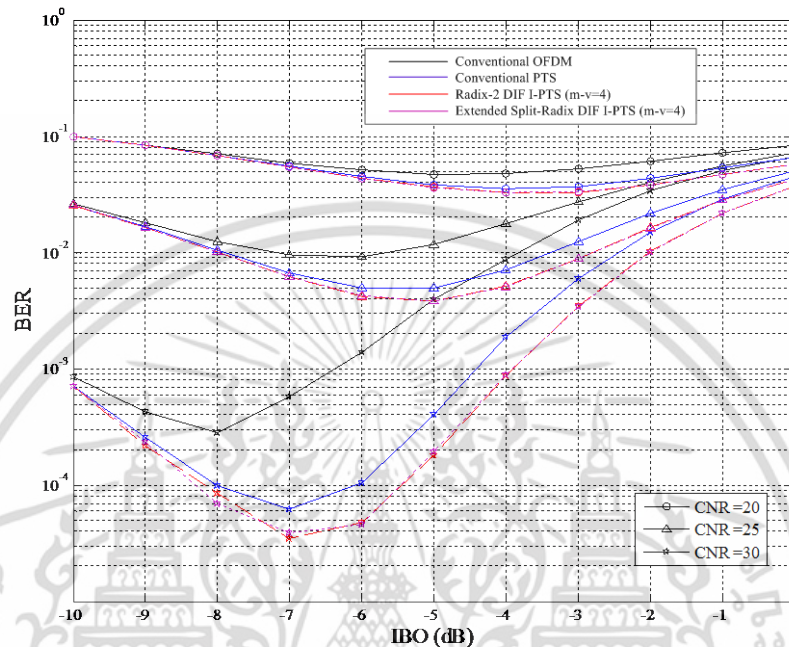 10^0
10^-1
10^-2
10^-3
10^-4
BER
Conventional OFDM
Conventional PTS
Radix-2 DIF I-PTS (m-v=4)
Extended Split-Radix DIF I-PTS (m-v=4)
CNR =20
CNR =25
CNR =30
-10 -9 -8 -7 -6 -5 -4 -3 -2 -1
IBO (dB)